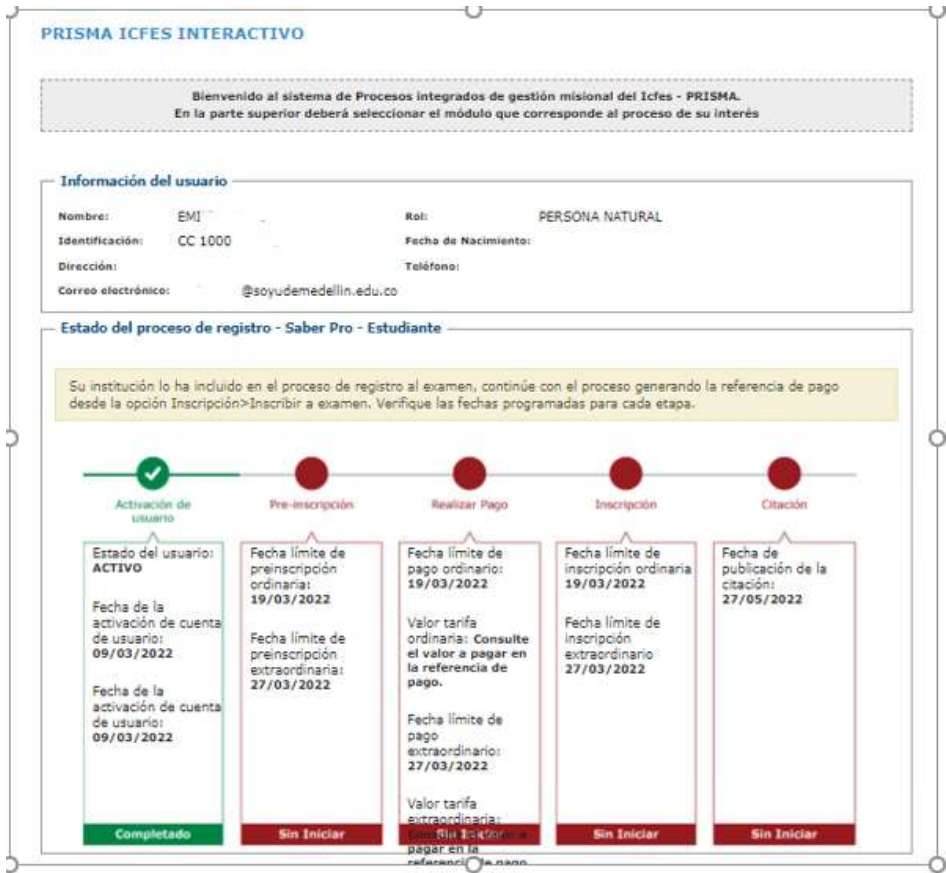 PRISMA ICFES INTERACTIVO
Bienvenido al sistema de Procesos integrados de gestión misional del Icfes - PRISMA.
En la parte superior deberá seleccionar el módulo que corresponde al proceso de su interés
Información del usuario
Nombre: EMI
Rol: PERSONA NATURAL
Identificación: CC 1000
Fecha de Nacimiento:
Dirección:
Teléfono:
Correo electrónico: @soyudemedellin.edu.co
Estado del proceso de registro - Saber Pro - Estudiante
Su institución lo ha incluido en el proceso de registro al examen, continúe con el proceso generando la referencia de pago
desde la opción Inscripción>Inscribir a examen. Verifique las fechas programadas para cada etapa.
Activación de
usuario
Estado del usuario:
ACTIVO
Fecha de la
activación de cuenta
de usuario:
09/03/2022
Fecha de la
activación de cuenta
de usuario:
09/03/2022
Completado
Pre-inscripción
Fecha límite de
preinscripción
ordinaria:
19/03/2022
Fecha límite de
preinscripción
extraordinaria:
27/03/2022
Sin Iniciar
Realizar Pago
Fecha límite de
pago ordinario:
19/03/2022
Valor tarifa
ordinaria: Consulte
el valor a pagar en
la referencia de
pago.
Fecha límite de
pago
extraordinario:
27/03/2022
Valor tarifa
extraordinaria:
Sin Iniciar
pagar en la
referencia de pago
Inscripción
Fecha límite de
inscripción ordinaria
19/03/2022
Fecha límite de
inscripción
extraordinario
27/03/2022
Sin Iniciar
Citación
Fecha de
publicación de la
citación:
27/05/2022
Sin Iniciar